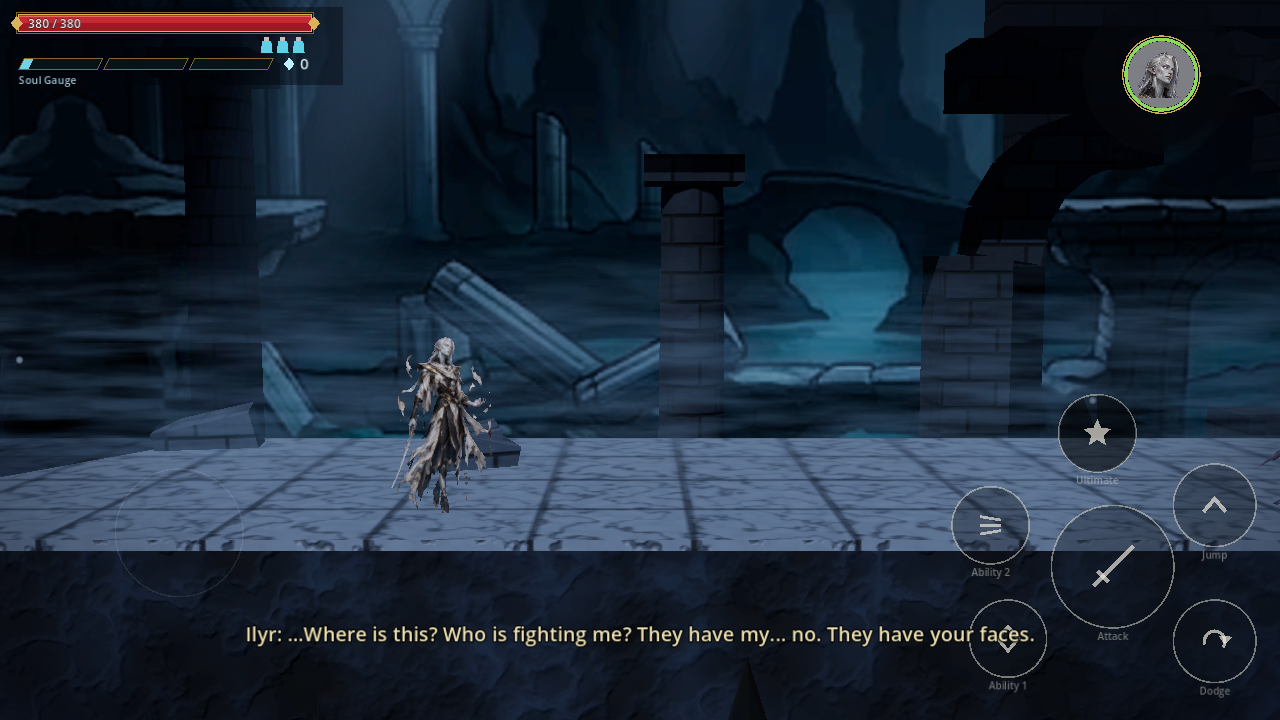 380 / 380
0
Soul Gauge
Ultimate
Jump
Ability 2
Attack
Ilyr: ...Where is this? Who is fighting me? They have my... no. They have your faces.
Ability 1
Dodge